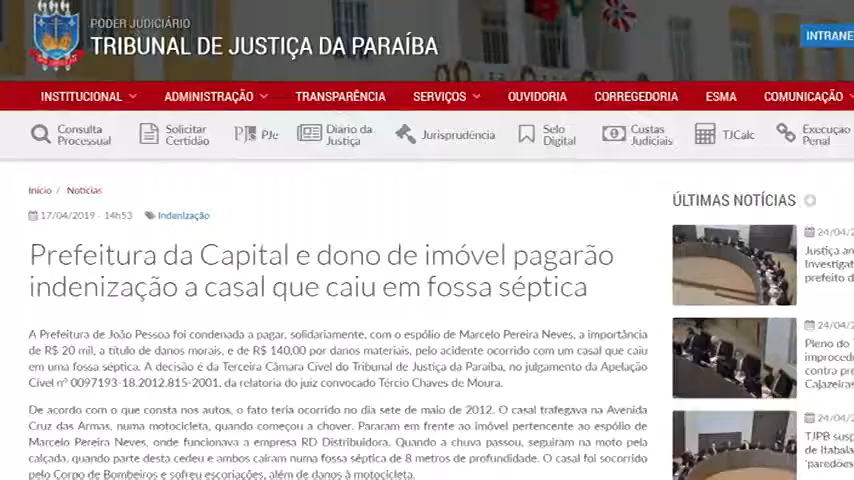 PODER JUDICIÁRIO
TRIBUNAL DE JUSTIÇA DA PARAÍBA
INTRANE
INSTITUCIONAL
ADMINISTRAÇÃO
TRANSPARÊNCIA
SERVIÇOS
OUVIDORIA
CORREGEDORIA
ESMA
COMUNICAÇÃO
Consulta
Processual
Solicitar
Certidão
PJe PJe
Diário da
Justiça
Jurisprudência
Selo
Digital
Custas
Judiciais
TJCalc
Execução
Penal
Início / Notícias
17/04/2019 - 14h53 Indenização
Prefeitura da Capital e dono de imóvel pagarão
indenização a casal que caiu em fossa séptica
A Prefeitura de João Pessoa foi condenada a pagar, solidariamente, com o espólio de Marcelo Pereira Neves, a importância
de R$ 20 mil, a título de danos morais, e de R$ 140,00 por danos materiais, pelo acidente ocorrido com um casal que caiu
em uma fossa séptica. A decisão é da Terceira Câmara Cível do Tribunal de Justiça da Paraíba, no julgamento da Apelação
Cível nº 0097193-18.2012.815-2001, da relatoria do juiz convocado Tércio Chaves de Moura.
De acordo com o que consta nos autos, o fato teria ocorrido no dia sete de maio de 2012. O casal trafegava na Avenida
Cruz das Armas, numa motocicleta, quando começou a chover. Pararam em frente ao imóvel pertencente ao espólio de
Marcelo Pereira Neves, onde funcionava a empresa RD Distribuidora. Quando a chuva passou, seguiram na moto pela
calçada, quando parte desta cedeu e ambos caíram numa fossa séptica de 8 metros de profundidade. O casal foi socorrido
pelo Corpo de Bombeiros e sofreu escoriações, além de danos à motocicleta.
ÚLTIMAS NOTÍCIAS
24/04/
Justiça an
Investigat
prefeito d
24/04/
Pleno do T
improced
contra pre
Cajazeiras
24/04/
TJPB susp
de Itabala
'paredões